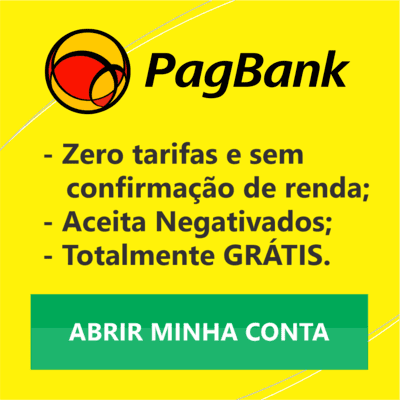 PagBank
- Zero tarifas e sem
confirmação de renda;
- Aceita Negativados;
- Totalmente GRÁTIS.
ABRIR MINHA CONTA